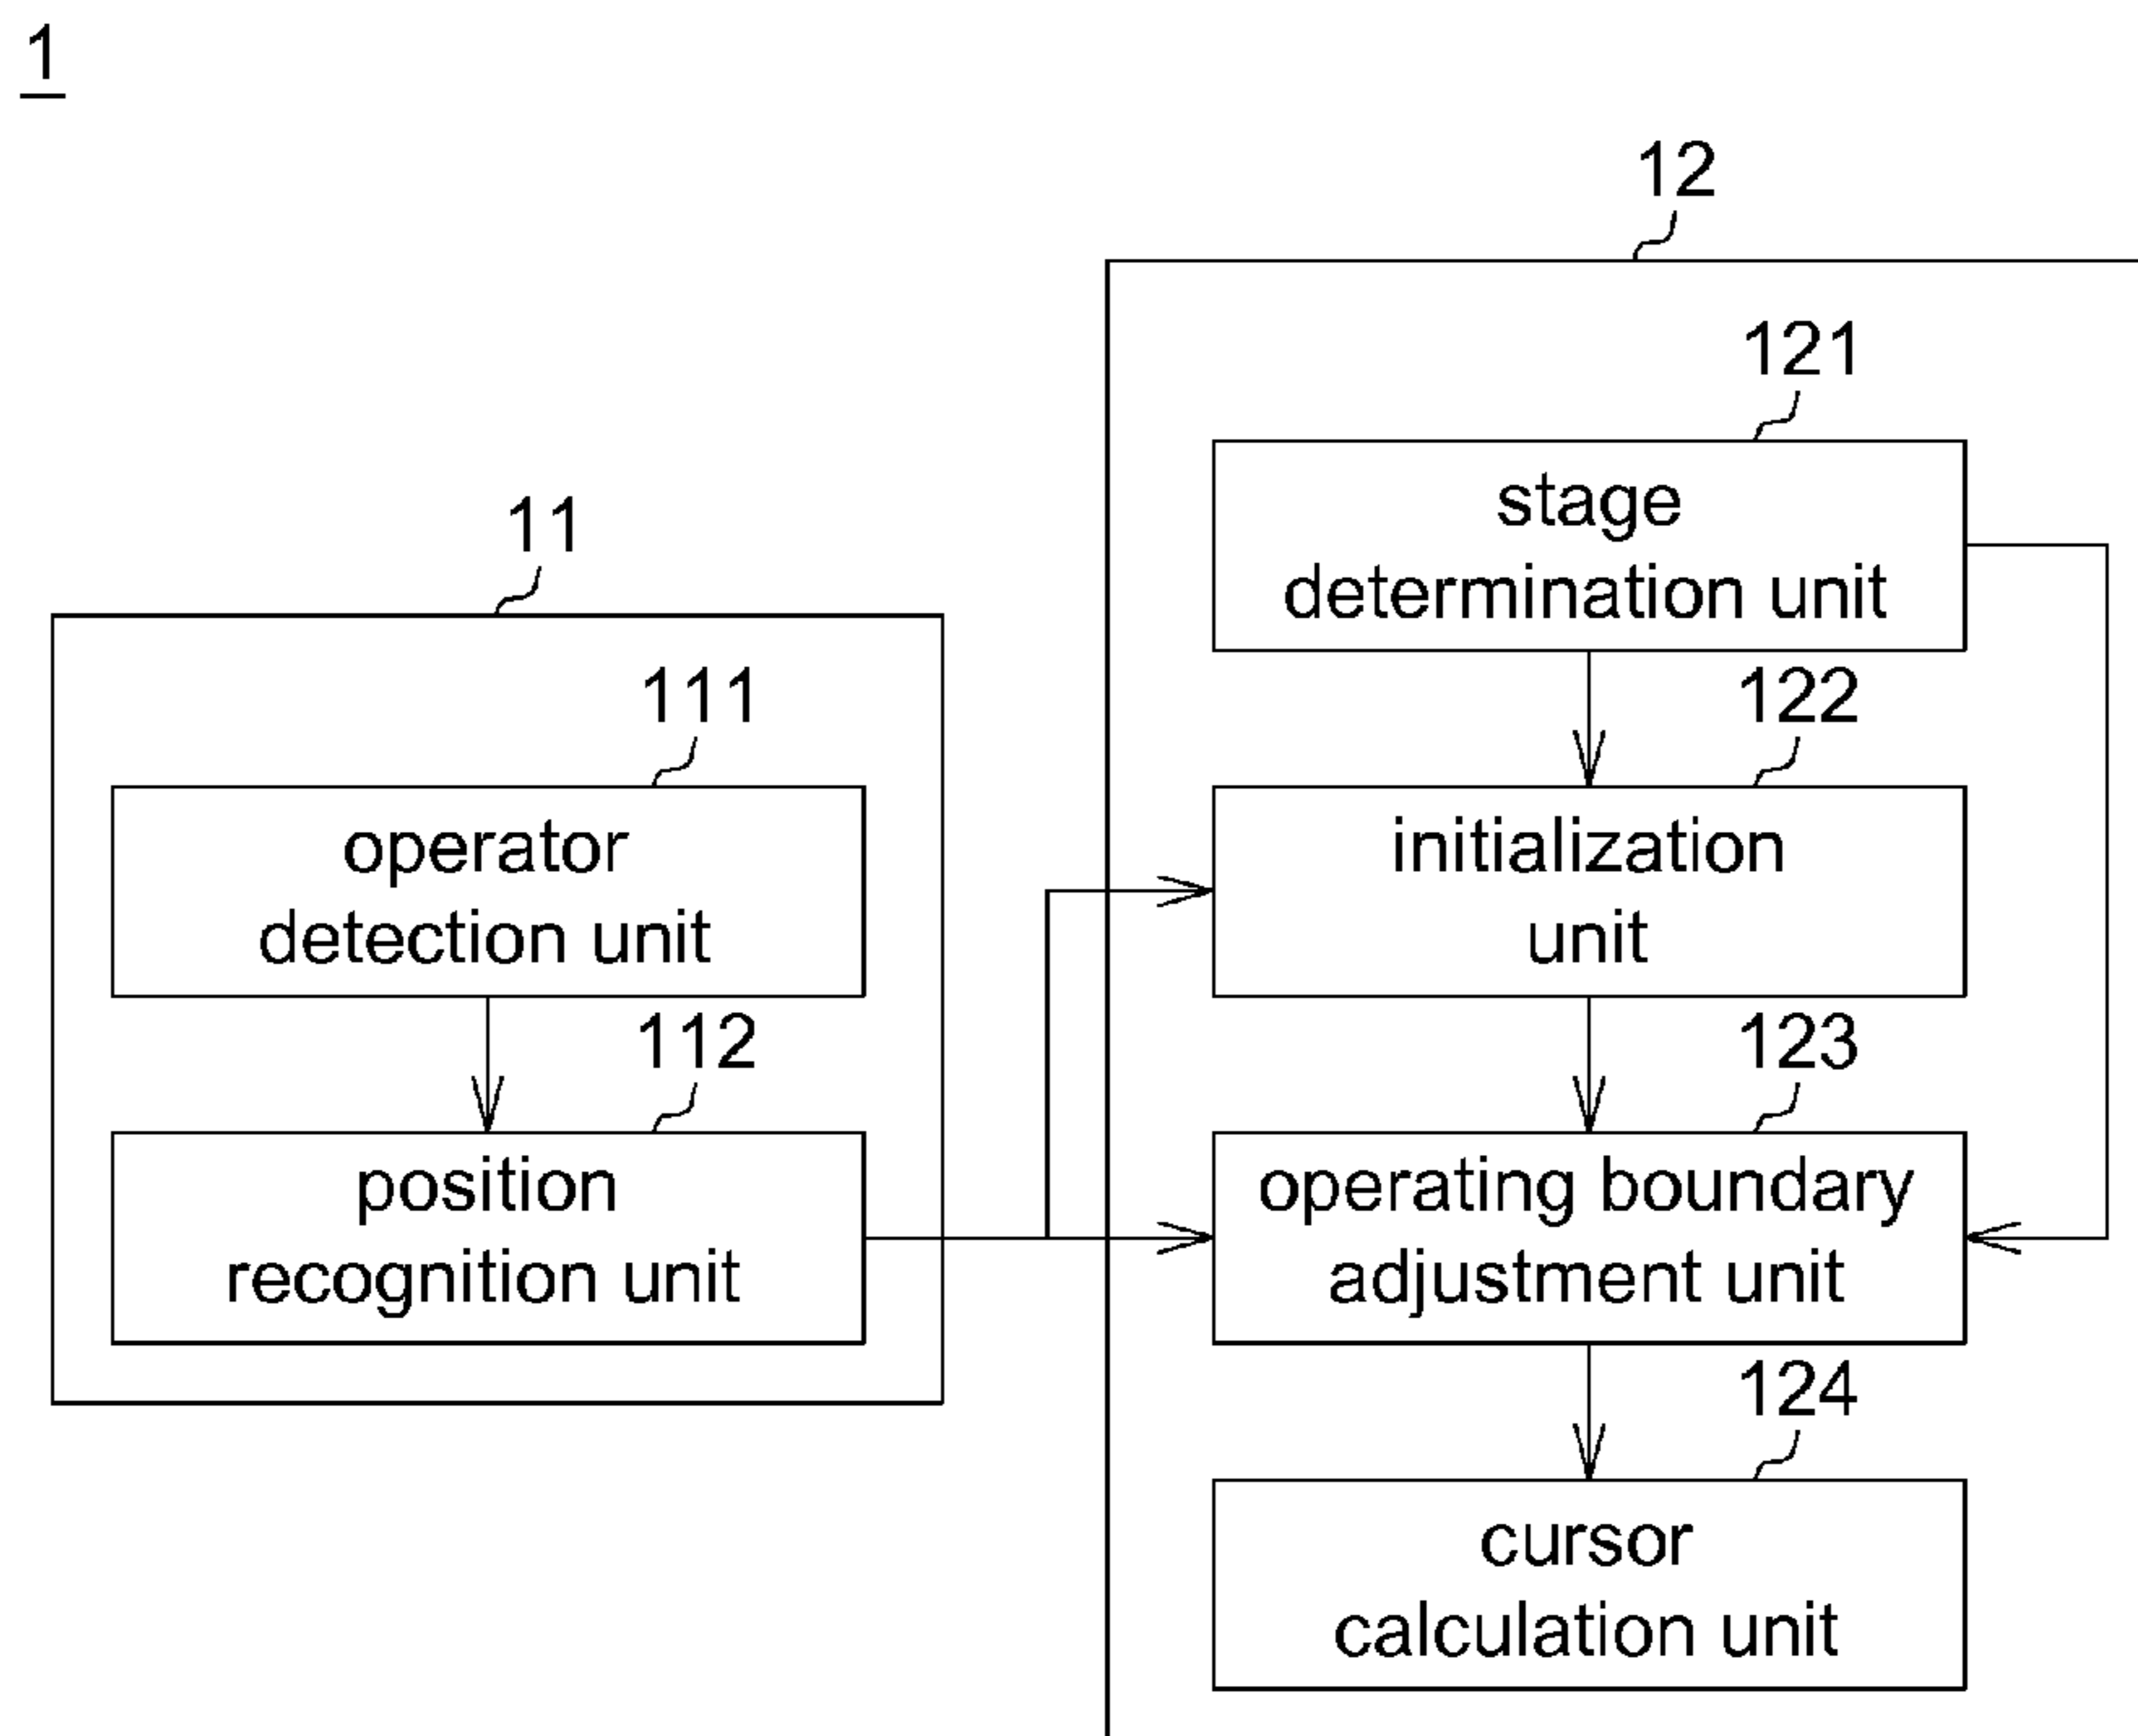 1
12
121
stage
determination unit
11
111
122
operator
detection unit
initialization
unit
112
123
position
recognition unit
operating boundary
adjustment unit
124
cursor
calculation unit